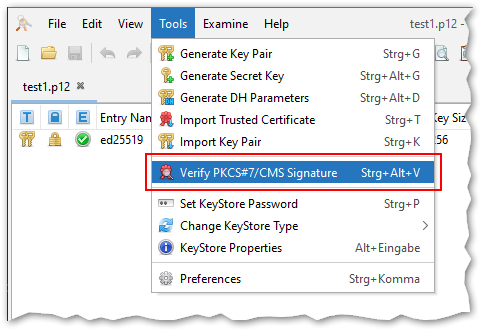 File Edit View Tools Examine Help test1.p12 -
test1.p12
Generate Key Pair Strg+G
Generate Secret Key Strg+Alt+G
Generate DH Parameters Strg+Alt+D
Import Trusted Certificate Strg+T
Import Key Pair Strg+K
Verify PKCS#7/CMS Signature Strg+Alt+V
Set KeyStore Password Strg+P
Change KeyStore Type
KeyStore Properties Alt+Eingabe
Preferences Strg+Komma
T E Entry Nam Key Siz
ed25519 56